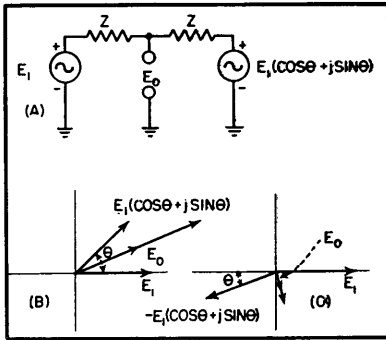 Z Z
+ +
E₁ E₀ E₁(COSθ+jSINθ)
- -
(A)
E₁(COSθ+jSINθ)
θ E₀ E₀
θ
(B) E₁ (C) E₁
-E₁(COSθ+jSINθ)